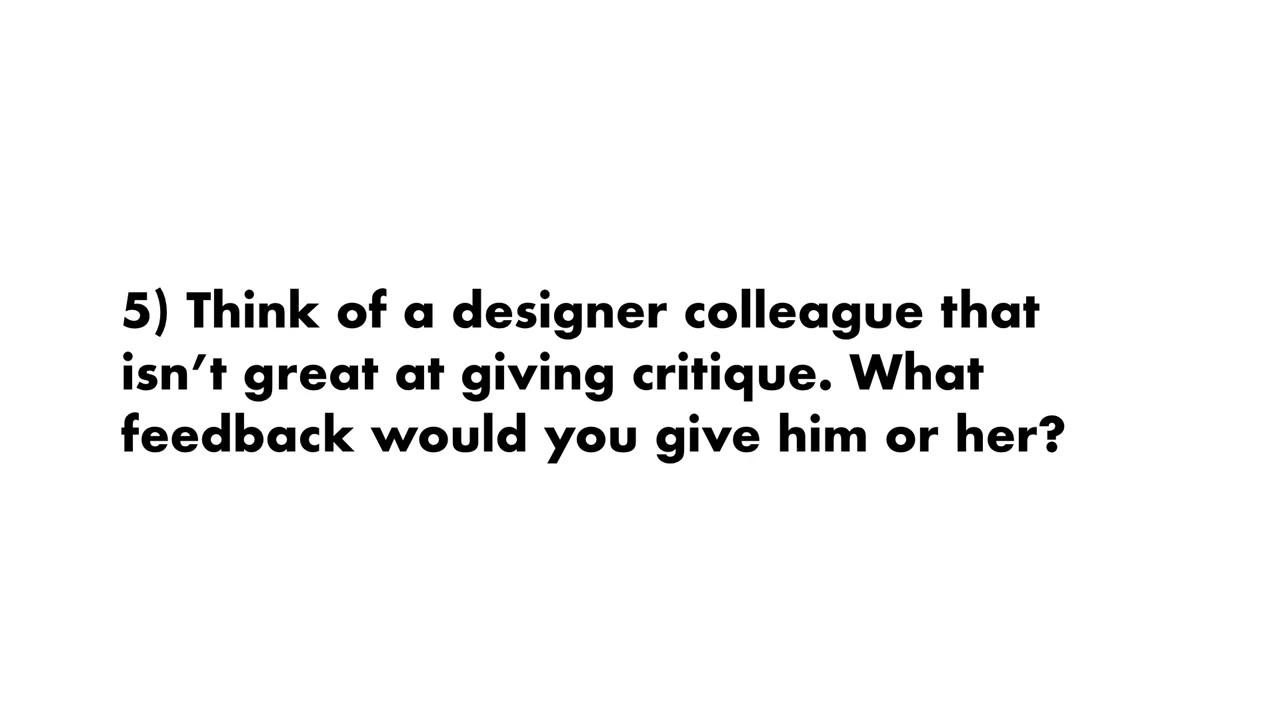 5) Think of a designer colleague that
isn’t great at giving critique. What
feedback would you give him or her?